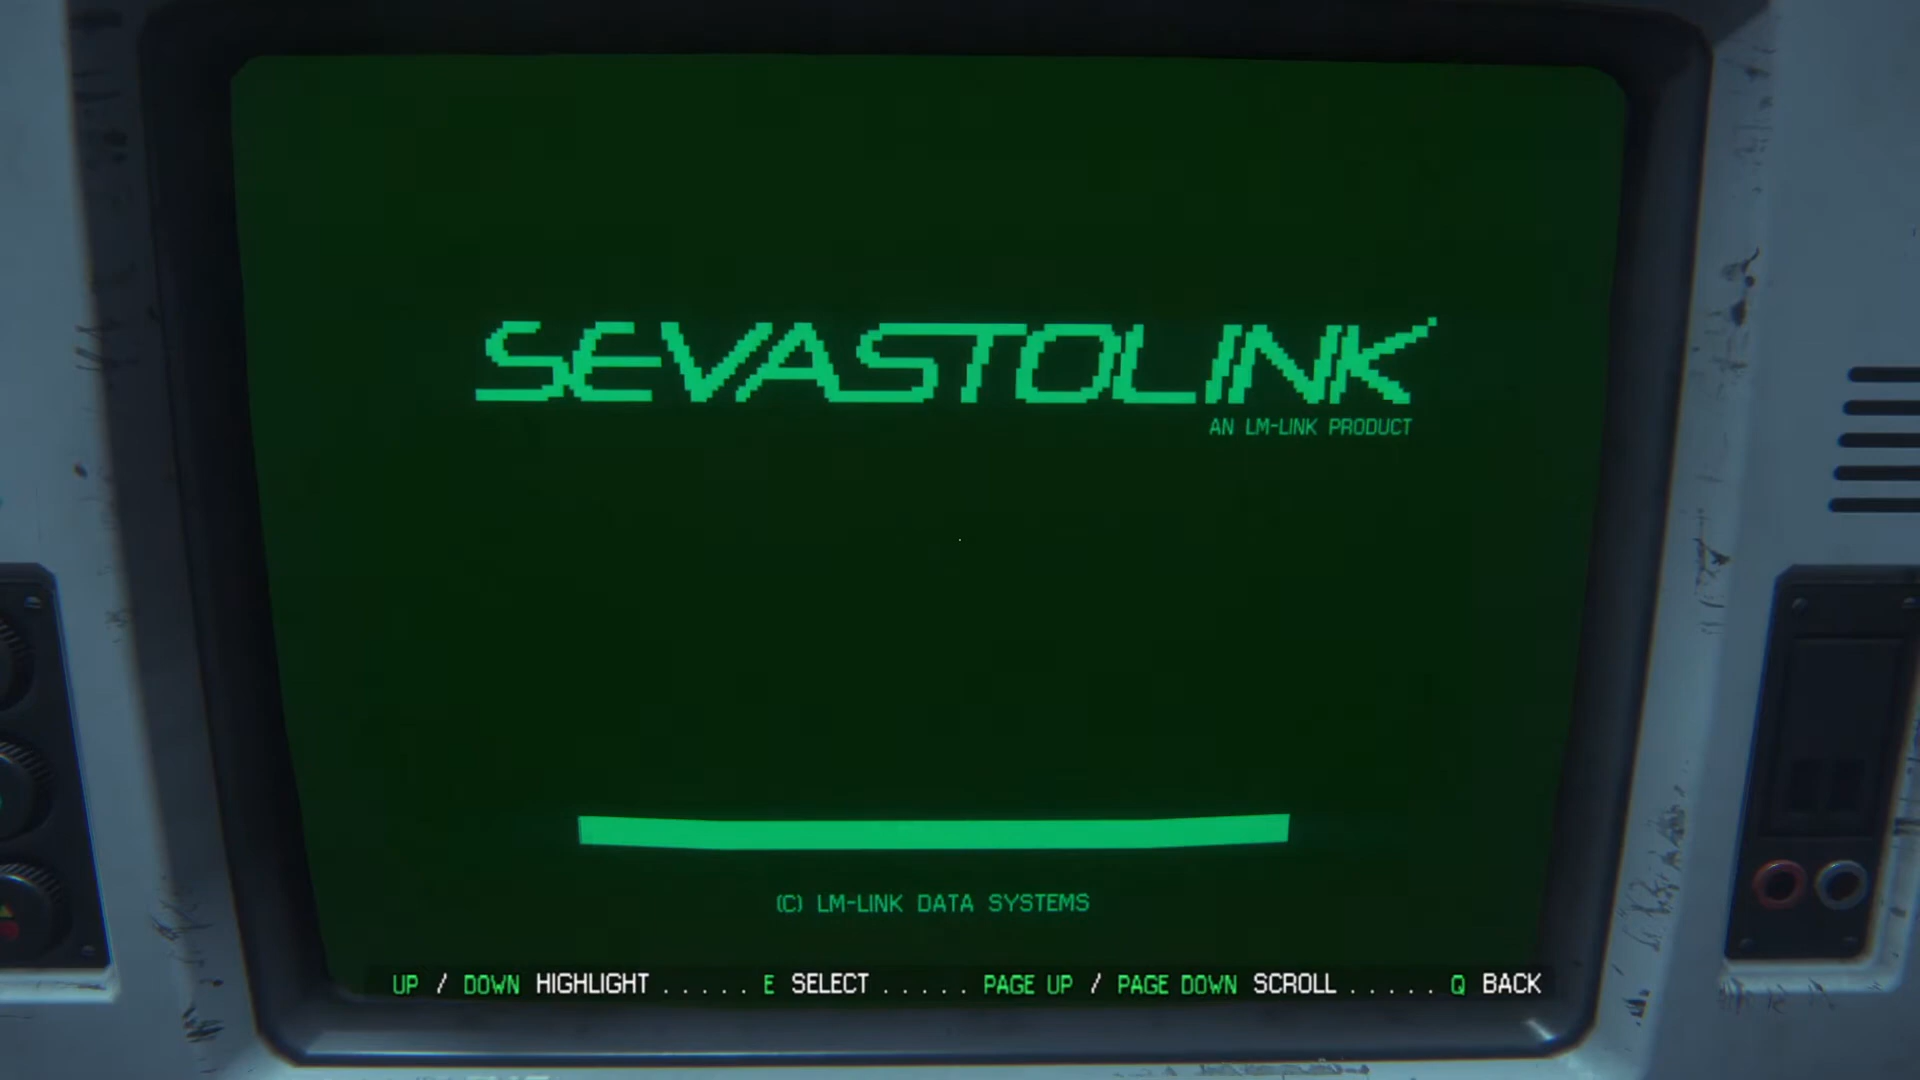 SEVASTOLINK
AN LM-LINK PRODUCT
(C) LM-LINK DATA SYSTEMS
UP / DOWN HIGHLIGHT ..... E SELECT ..... PAGE UP / PAGE DOWN SCROLL ..... Q BACK